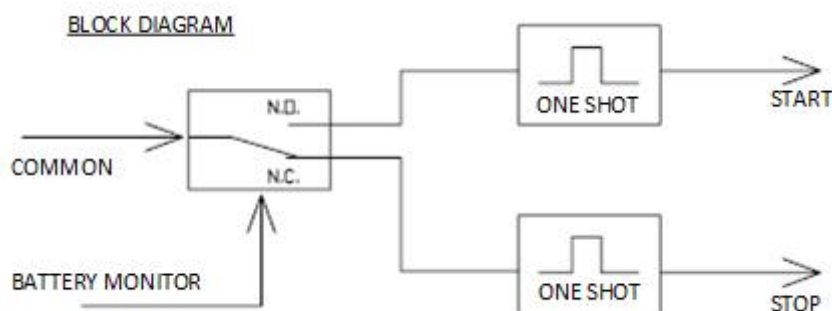 BLOCK DIAGRAM
N.O.
ONE SHOT
START
COMMON
N.C.
BATTERY MONITOR
ONE SHOT
STOP